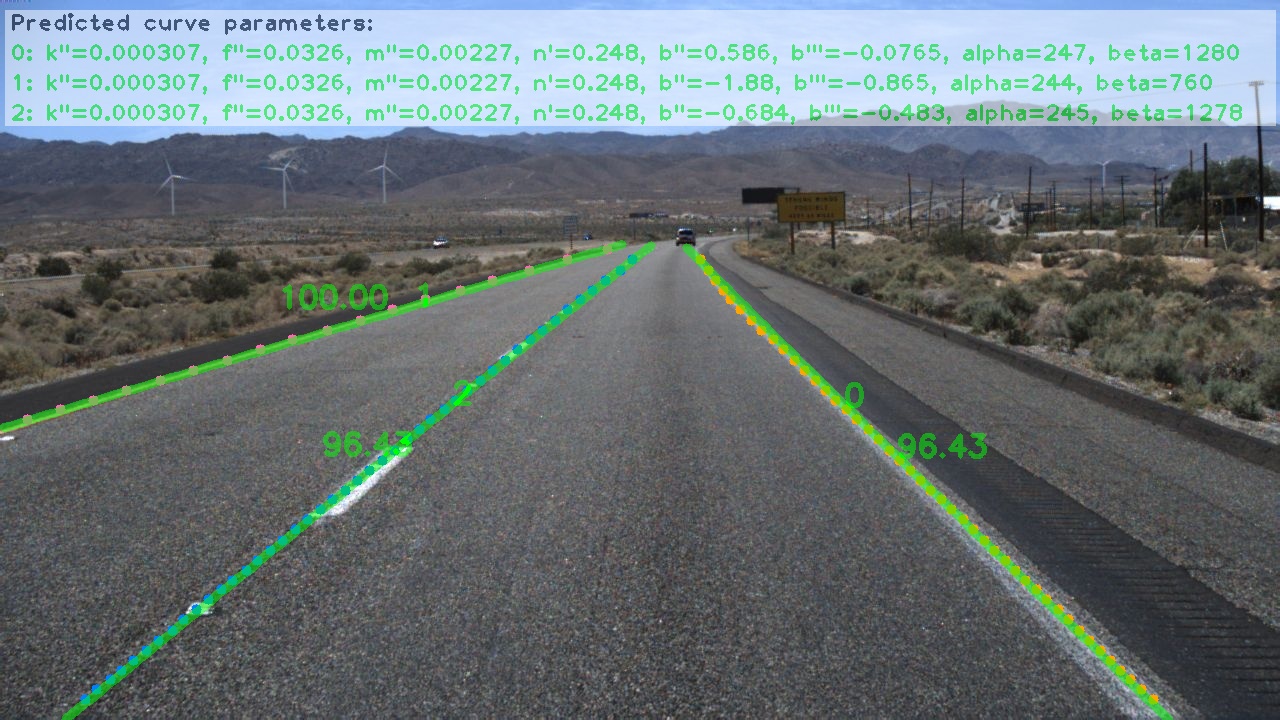 Predicted curve parameters:
0: k''=0.000307, f''=0.0326, m''=0.00227, n'=0.248, b''=0.586, b'''=-0.0765, alpha=247, beta=1280
1: k''=0.000307, f''=0.0326, m''=0.00227, n'=0.248, b''=-1.88, b'''=-0.865, alpha=244, beta=760
2: k''=0.000307, f''=0.0326, m''=0.00227, n'=0.248, b''=-0.684, b'''=-0.483, alpha=245, beta=1278
POSSIBLE
100.00 1
2 0
96.43 96.43